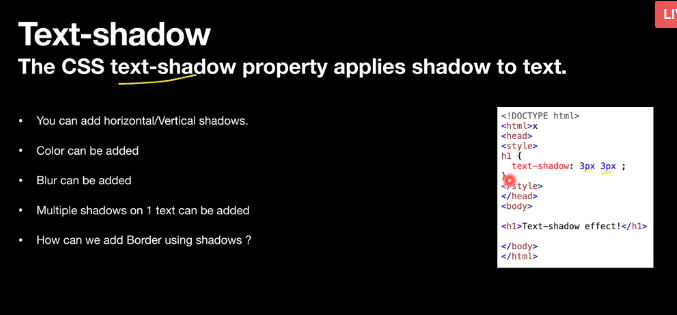 LI
Text-shadow
The CSS text-shadow property applies shadow to text.
• You can add horizontal/Vertical shadows.
• Color can be added
• Blur can be added
• Multiple shadows on 1 text can be added
• How can we add Border using shadows ?
<!DOCTYPE html>
<html>x
<head>
<style>
h1 {
text-shadow: 3px 3px ;
}
</style>
</head>
<body>
<h1>Text-shadow effect!</h1>
</body>
</html>